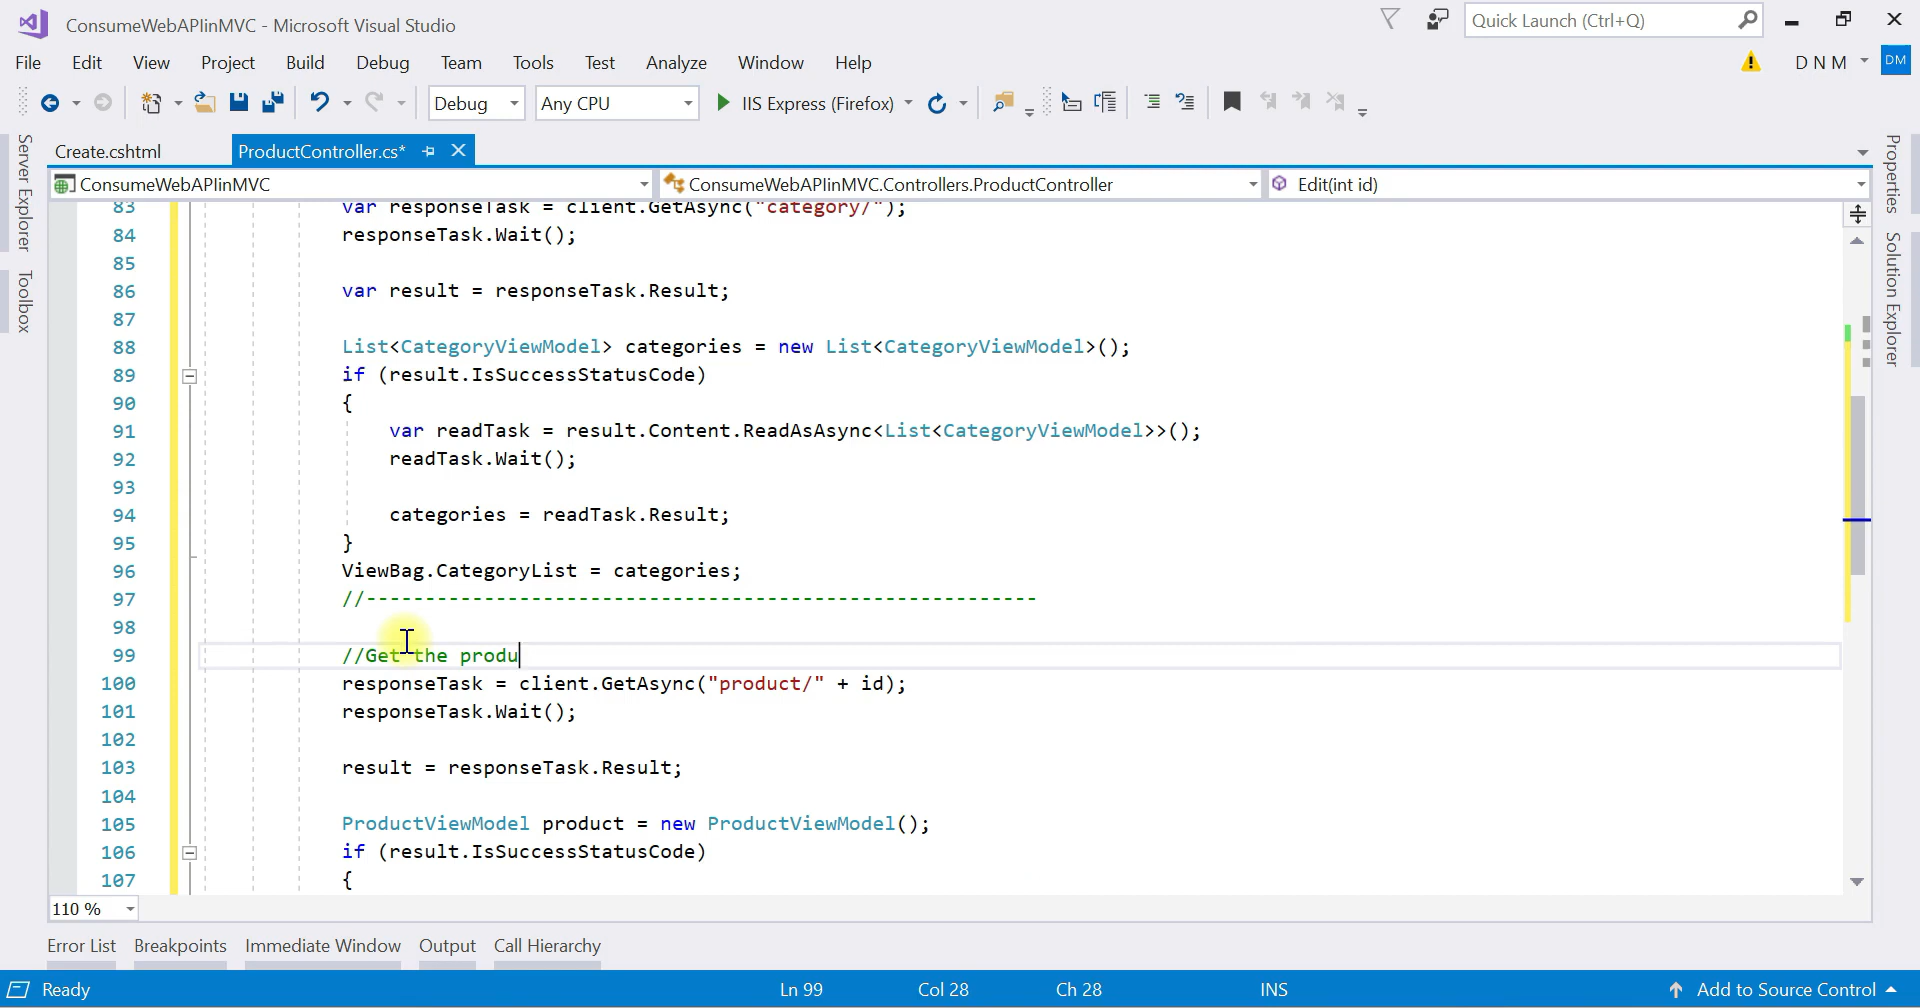 ConsumeWebAPIinMVC - Microsoft Visual Studio
Quick Launch (Ctrl+Q)
File Edit View Project Build Debug Team Tools Test Analyze Window Help
D N M DM
Debug Any CPU IIS Express (Firefox)
Server Explorer
Toolbox
Properties
Solution Explorer
Create.cshtml ProductController.cs*
ConsumeWebAPIinMVC ConsumeWebAPIinMVC.Controllers.ProductController Edit(int id)
83 var responseTask = client.GetAsync("category/");
84 responseTask.Wait();
85
86 var result = responseTask.Result;
87
88 List<CategoryViewModel> categories = new List<CategoryViewModel>();
89 if (result.IsSuccessStatusCode)
90 {
91 var readTask = result.Content.ReadAsAsync<List<CategoryViewModel>>();
92 readTask.Wait();
93
94 categories = readTask.Result;
95 }
96 ViewBag.CategoryList = categories;
97 //---------------------------------------------------------
98
99 //Get the produ
100 responseTask = client.GetAsync("product/" + id);
101 responseTask.Wait();
102
103 result = responseTask.Result;
104
105 ProductViewModel product = new ProductViewModel();
106 if (result.IsSuccessStatusCode)
107 {
110 %
Error List Breakpoints Immediate Window Output Call Hierarchy
Ready Ln 99 Col 28 Ch 28 INS Add to Source Control